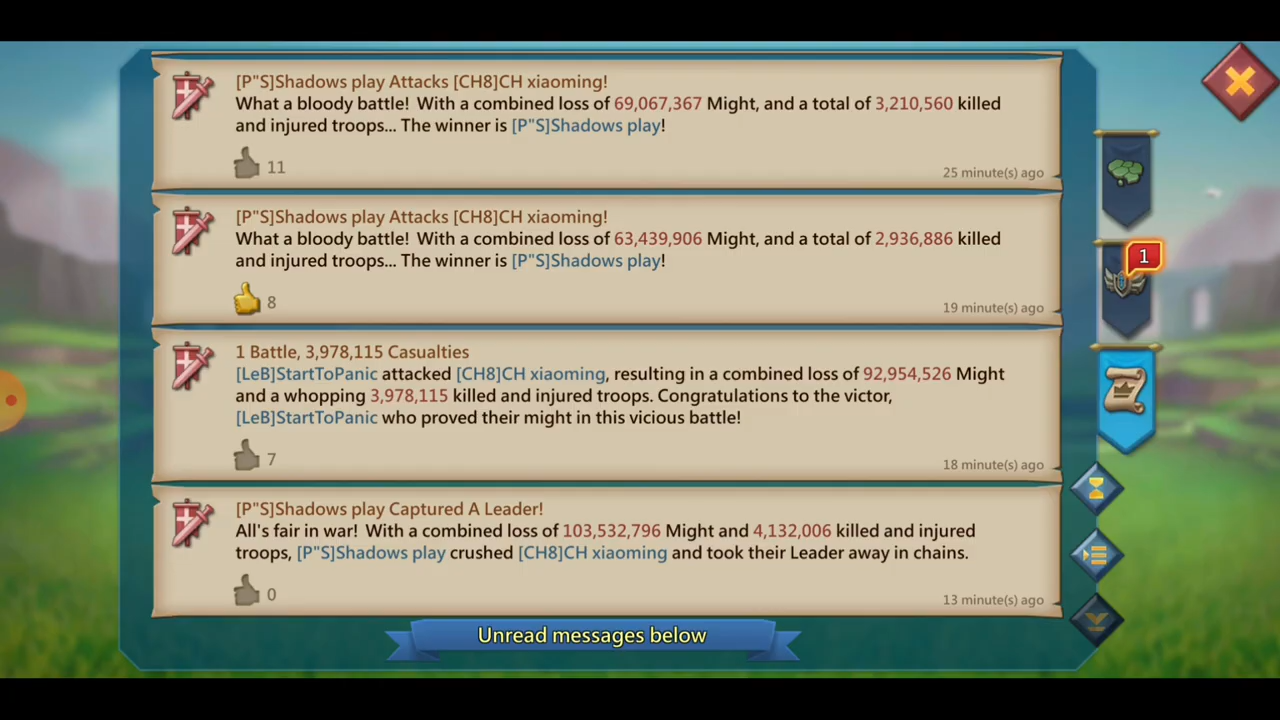 [P"S]Shadows play Attacks [CH8]CH xiaoming!
What a bloody battle! With a combined loss of 69,067,367 Might, and a total of 3,210,560 killed
and injured troops... The winner is [P"S]Shadows play!
11
25 minute(s) ago
[P"S]Shadows play Attacks [CH8]CH xiaoming!
What a bloody battle! With a combined loss of 63,439,906 Might, and a total of 2,936,886 killed
and injured troops... The winner is [P"S]Shadows play!
8
19 minute(s) ago
1 Battle, 3,978,115 Casualties
[LeB]StartToPanic attacked [CH8]CH xiaoming, resulting in a combined loss of 92,954,526 Might
and a whopping 3,978,115 killed and injured troops. Congratulations to the victor,
[LeB]StartToPanic who proved their might in this vicious battle!
7
18 minute(s) ago
[P"S]Shadows play Captured A Leader!
All's fair in war! With a combined loss of 103,532,796 Might and 4,132,006 killed and injured
troops, [P"S]Shadows play crushed [CH8]CH xiaoming and took their Leader away in chains.
0
13 minute(s) ago
Unread messages below
1